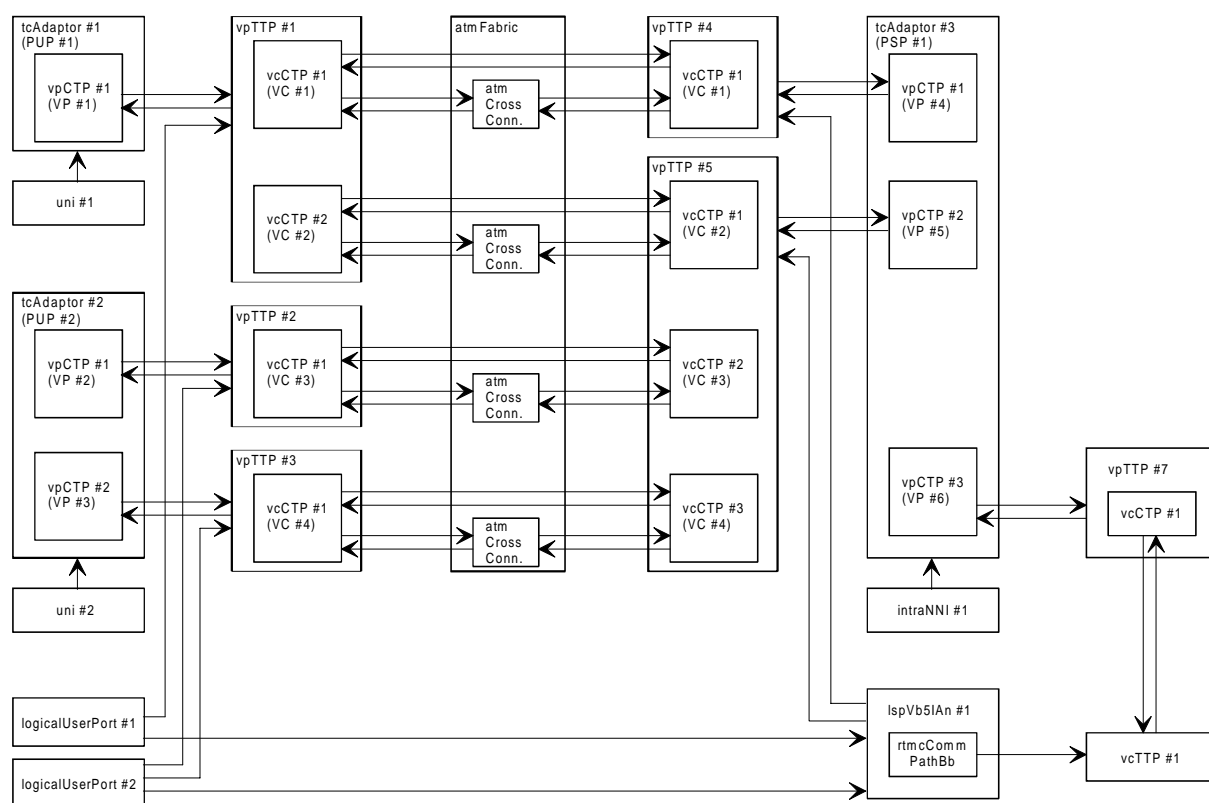 tcAdaptor #1
(PUP #1)
vpCTP #1
(VP #1)
uni #1
tcAdaptor #2
(PUP #2)
vpCTP #1
(VP #2)
vpCTP #2
(VP #3)
uni #2
logicalUserPort #1
logicalUserPort #2
vpTTP #1
vcCTP #1
(VC #1)
vcCTP #2
(VC #2)
vpTTP #2
vcCTP #1
(VC #3)
vpTTP #3
vcCTP #1
(VC #4)
atmFabric
atm
Cross
Conn.
atm
Cross
Conn.
atm
Cross
Conn.
atm
Cross
Conn.
vpTTP #4
vcCTP #1
(VC #1)
vpTTP #5
vcCTP #1
(VC #2)
vcCTP #2
(VC #3)
vcCTP #3
(VC #4)
tcAdaptor #3
(PSP #1)
vpCTP #1
(VP #4)
vpCTP #2
(VP #5)
vpCTP #3
(VP #6)
intraNNI #1
lspVb5lAn #1
rtmcComm
PathBb
vpTTP #7
vcCTP #1
vcTTP #1